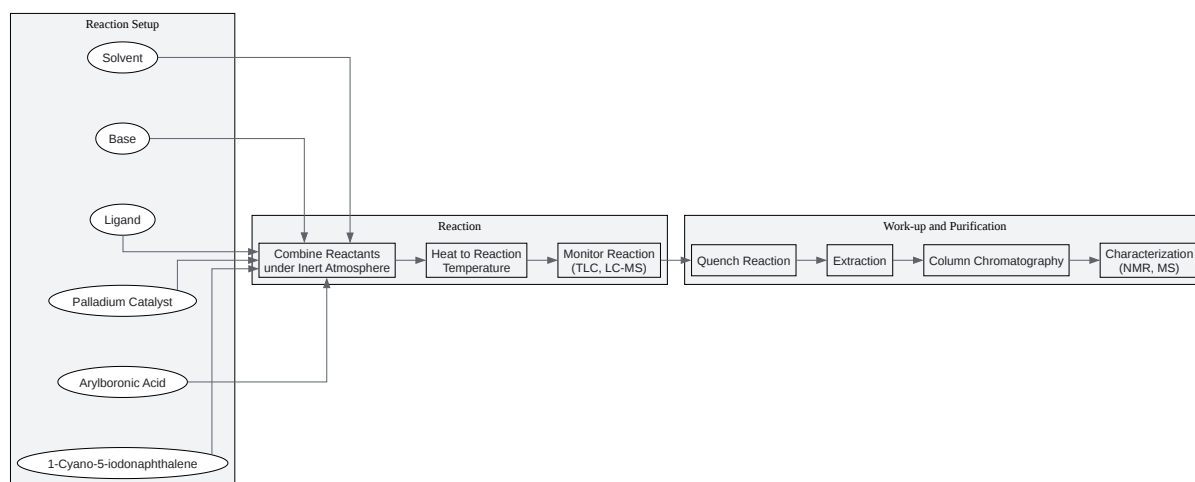 Reaction Setup
Solvent
Base
Ligand
Palladium Catalyst
Arylboronic Acid
1-Cyano-5-iodonaphthalene
Reaction
Combine Reactants
under Inert Atmosphere
Heat to Reaction
Temperature
Monitor Reaction
(TLC, LC-MS)
Work-up and Purification
Quench Reaction
Extraction
Column Chromatography
Characterization
(NMR, MS)